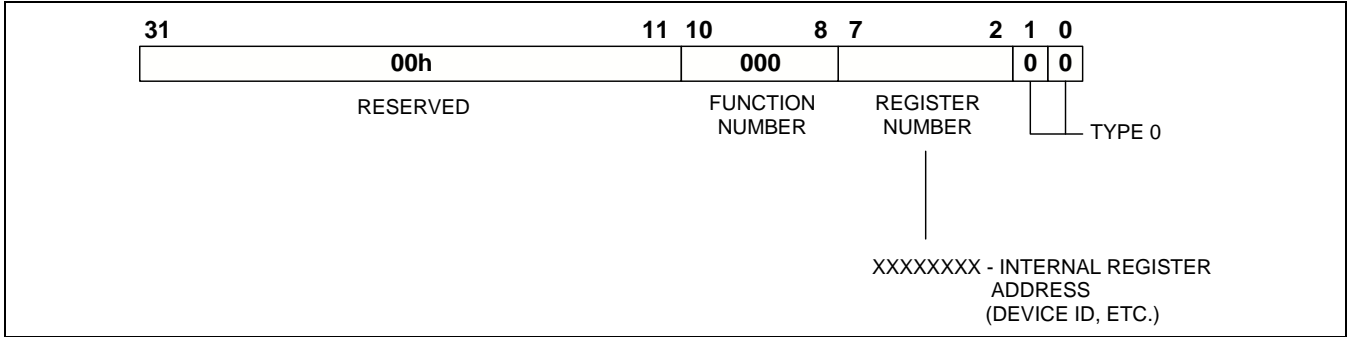 31 11 10 8 7 2 1 0
00h 000 0 0
RESERVED FUNCTION NUMBER REGISTER NUMBER
TYPE 0
XXXXXXXX - INTERNAL REGISTER
ADDRESS
(DEVICE ID, ETC.)